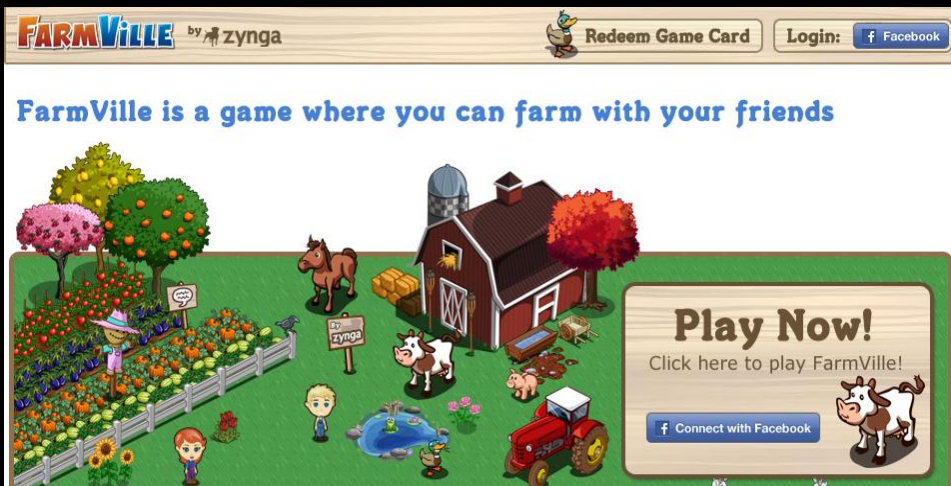 FARMVILLE by zynga
Redeem Game Card
Login: f Facebook
FarmVille is a game where you can farm with your friends
By zynga
Play Now!
Click here to play FarmVille!
f Connect with Facebook